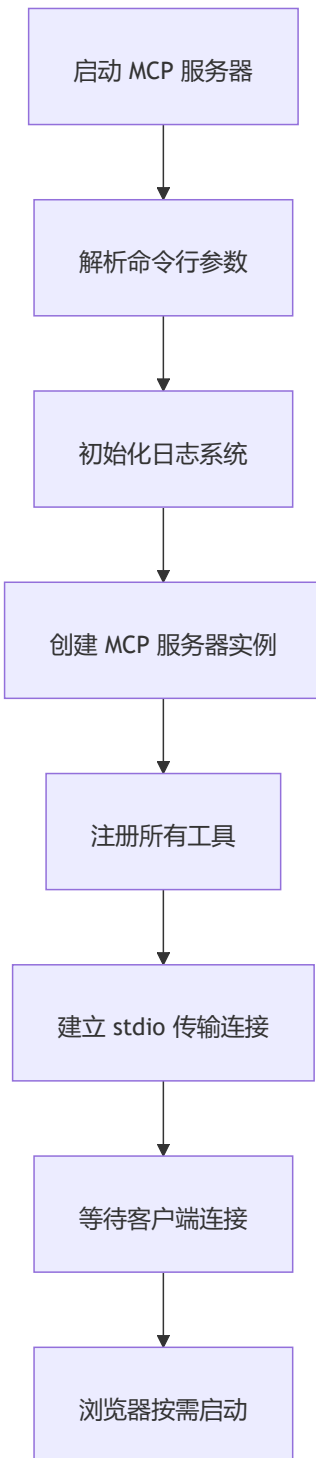 启动 MCP 服务器
解析命令行参数
初始化日志系统
创建 MCP 服务器实例
注册所有工具
建立 stdio 传输连接
等待客户端连接
浏览器按需启动